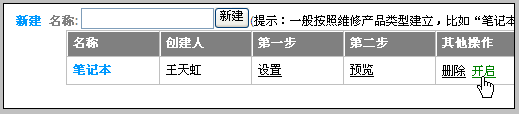 新建 名称: 新建 (提示：一般按照维修产品类型建立，比如“笔记本
名称 创建人 第一步 第二步 其他操作
笔记本 王天虹 设置 预览 删除 开启